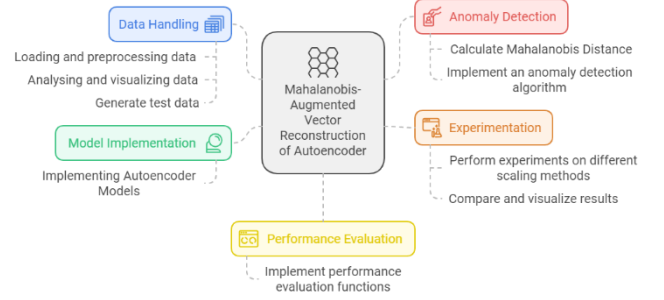 Data Handling
Loading and preprocessing data
Analysing and visualizing data
Generate test data
Model Implementation
Implementing Autoencoder
Models
Mahalanobis-
Augmented
Vector
Reconstruction
of Autoencoder
Anomaly Detection
Calculate Mahalanobis Distance
Implement an anomaly detection
algorithm
Experimentation
Perform experiments on different
scaling methods
Compare and visualize results
Performance Evaluation
Implement performance
evaluation functions